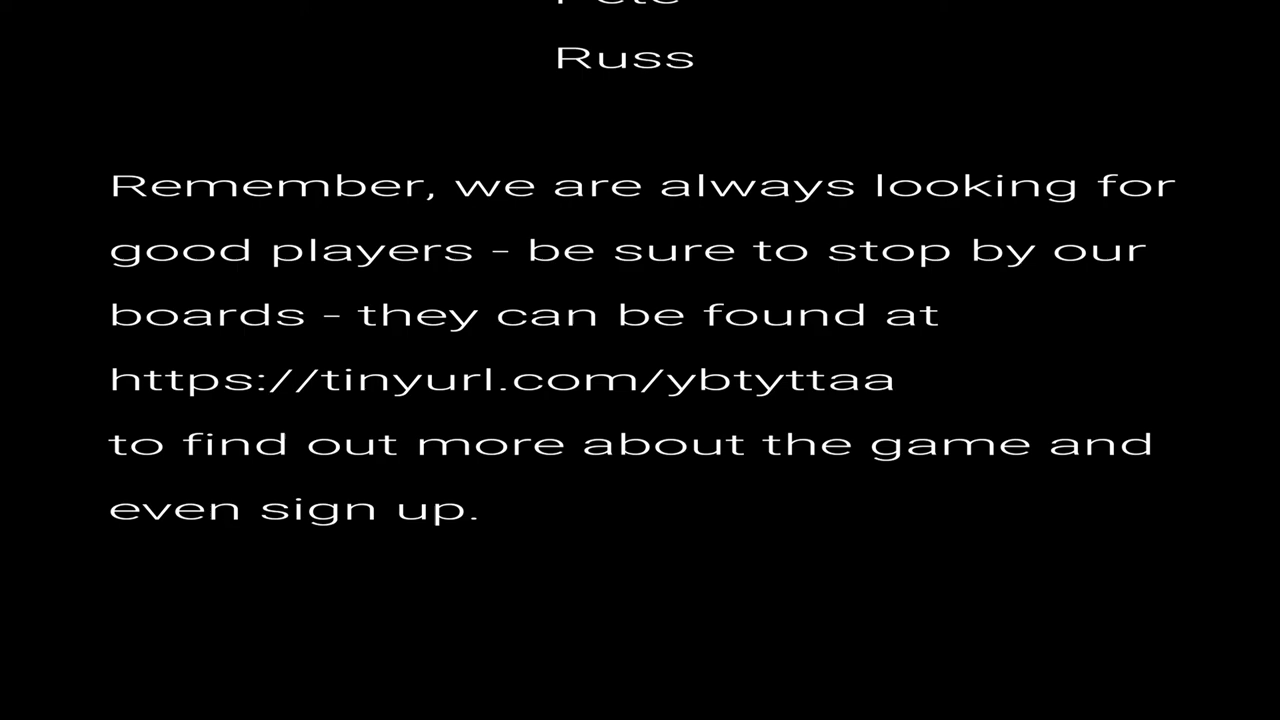 Russ
Remember, we are always looking for
good players - be sure to stop by our
boards - they can be found at
https://tinyurl.com/ybtyttaa
to find out more about the game and
even sign up.